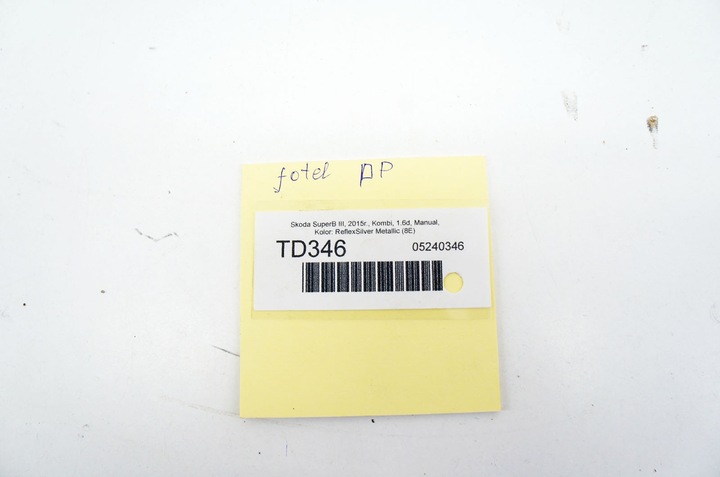 fotel pP
Skoda SuperB III, 2015r., Kombi, 1.6d, Manual,
Kolor: ReflexSilver Metallic (8E)
TD346 05240346